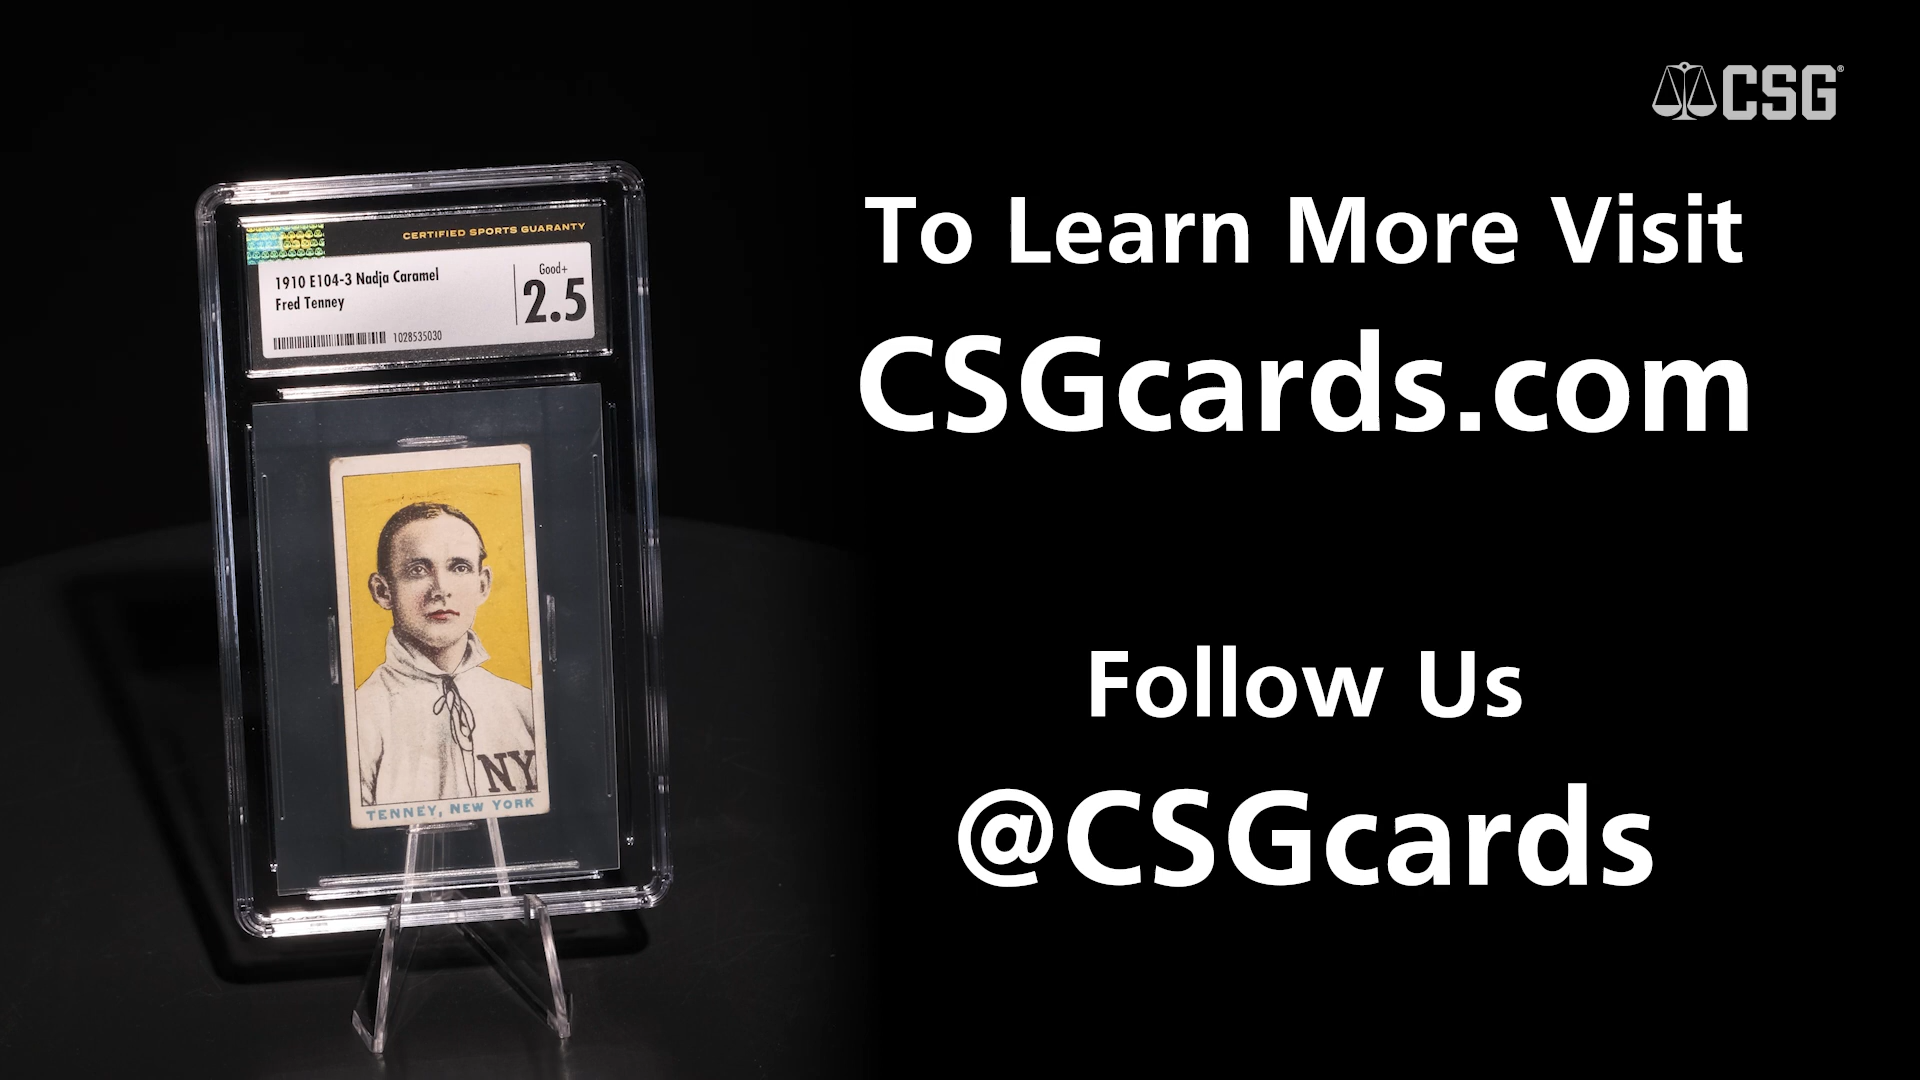 CSG®
CERTIFIED SPORTS GUARANTY
1910 E104-3 Nadja Caramel
Fred Tenney
Good+
2.5
1028535030
NY
TENNEY, NEW YORK
To Learn More Visit
CSGcards.com
Follow Us
@CSGcards